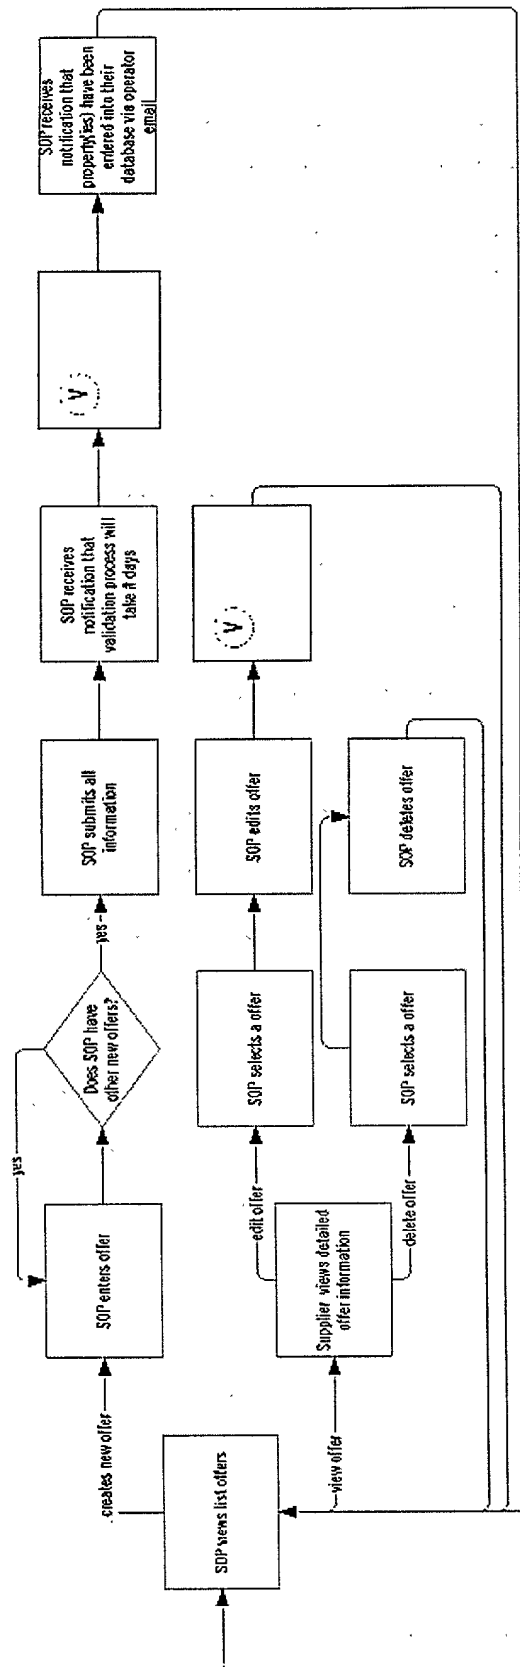 SOP views list offers
creates new offer
view offer
SOP enters offer
yes
Does SOP have
other new offers?
yes
SOP submits all
information
SOP receives
notification that
validation process will
take # days
V
SOP receives
notification that
property(ies) have been
entered into their
database via operator
email
Supplier views detailed
offer information
edit offer
delete offer
SOP selects a offer
SOP edits offer
V
SOP selects a offer
SOP deletes offer